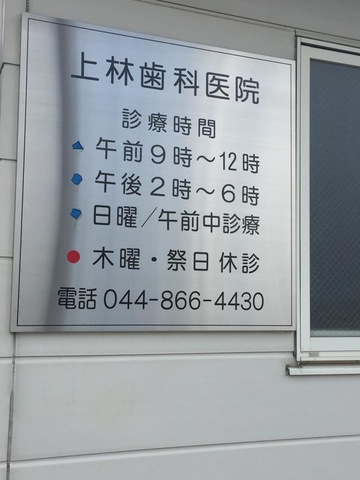 上林歯科医院
診療時間
午前9時～12時
午後2時～6時
日曜/午前中診療
木曜・祭日休診
電話 044-866-4430